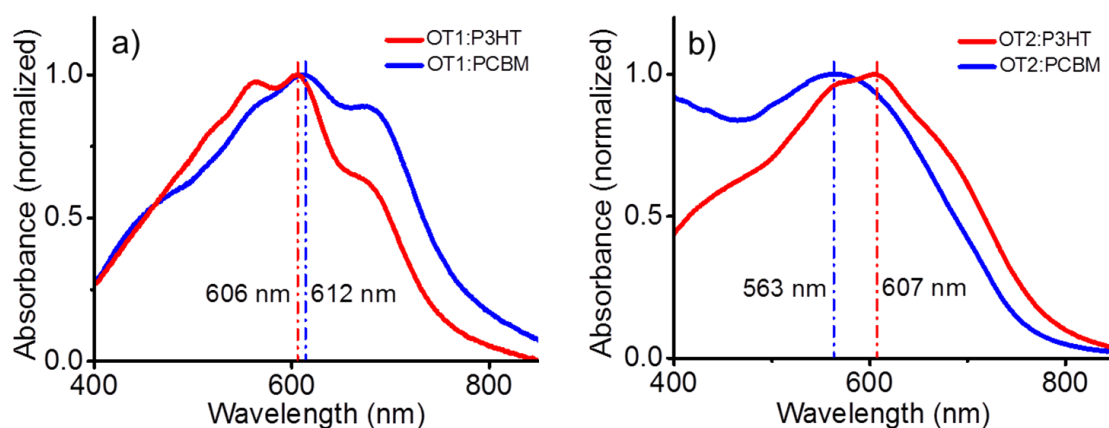 a)
OT1:P3HT
OT1:PCBM
Absorbance (normalized)
1.0
0.5
0.0
606 nm
612 nm
400
600
800
Wavelength (nm)
b)
OT2:P3HT
OT2:PCBM
Absorbance (normalized)
1.0
0.5
0.0
563 nm
607 nm
400
600
800
Wavelength (nm)